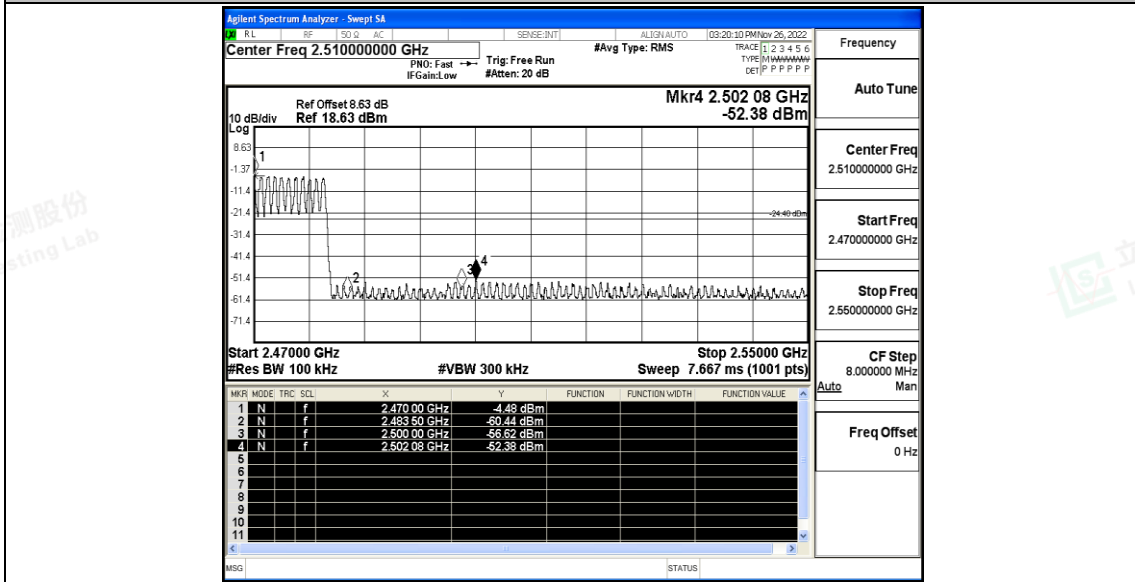 Agilent Spectrum Analyzer - Swept SA
LXI RL RF 50 Ω AC SENSE:INT ALIGN AUTO 03:20:10 PM Nov 26, 2022
Center Freq 2.510000000 GHz #Avg Type: RMS TRACE 1 2 3 4 5 6
PNO: Fast Trig: Free Run TYPE M WWWWW
IFGain:Low #Atten: 20 dB DET P P P P P P
Frequency
Auto Tune
Center Freq
2.510000000 GHz
Start Freq
2.470000000 GHz
Stop Freq
2.550000000 GHz
CF Step
8.000000 MHz
Auto Man
Freq Offset
0 Hz
Mkr4 2.502 08 GHz
Ref Offset 8.63 dB
-52.38 dBm
10 dB/div Ref 18.63 dBm
Log
8.63
1
-1.37
-11.4
-21.4
-24.48 dBm
-31.4
-41.4
-51.4
2 3 4
-61.4
-71.4
Start 2.47000 GHz Stop 2.55000 GHz
#Res BW 100 kHz #VBW 300 kHz Sweep 7.667 ms (1001 pts)
MKR MODE TRC SCL X Y FUNCTION FUNCTION WIDTH FUNCTION VALUE
1 N f 2.470 00 GHz -4.48 dBm
2 N f 2.483 50 GHz -60.44 dBm
3 N f 2.500 00 GHz -56.62 dBm
4 N f 2.502 08 GHz -52.38 dBm
5
6
7
8
9
10
11
MSG STATUS
测股份
sting Lab
立